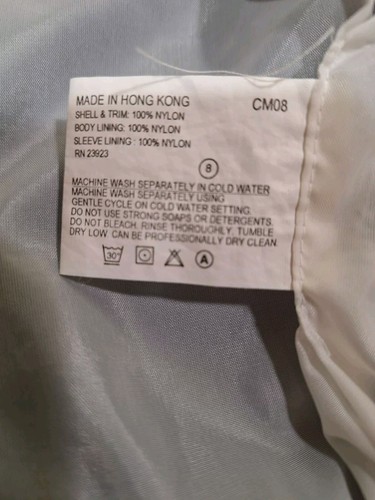 MADE IN HONG KONG CM08
SHELL & TRIM: 100% NYLON
BODY LINING: 100% NYLON
SLEEVE LINING : 100% NYLON
RN 23923
8
MACHINE WASH SEPARATELY IN COLD WATER
MACHINE WASH SEPARATELY USING
GENTLE CYCLE ON COLD WATER SETTING.
DO NOT USE STRONG SOAPS OR DETERGENTS.
DO NOT BLEACH. RINSE THOROUGHLY. TUMBLE
DRY LOW. CAN BE PROFESSIONALLY DRY CLEAN.
30° A